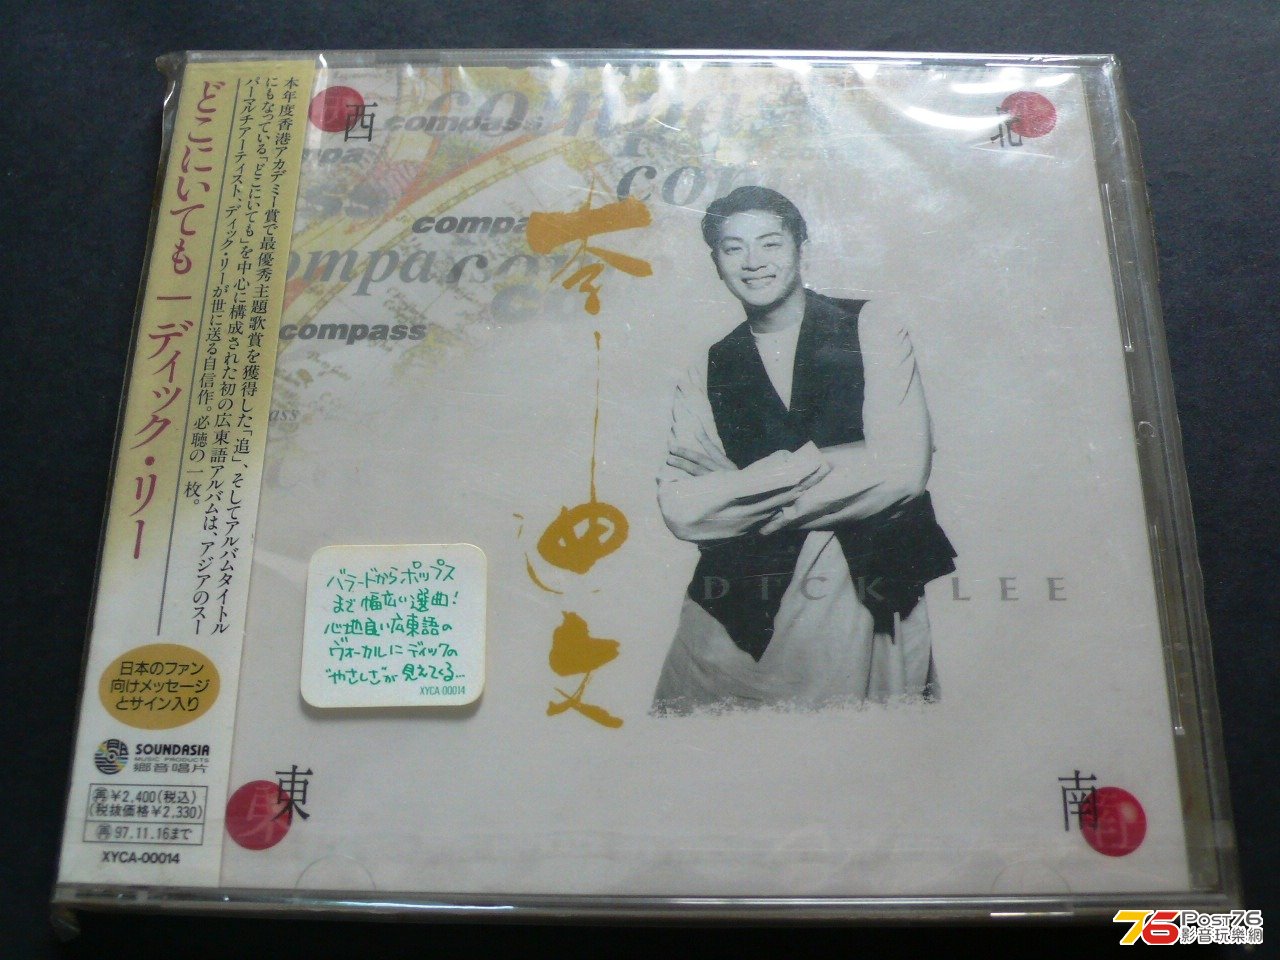 どこにいても ー ディック・リー
本年度香港アカデミー賞で最優秀主題歌賞を獲得した「追」、そしてアルバムタイトル
にもなっている「どこにいても」を中心に構成された初の広東語アルバムは、アジアのスー
パーマルチアーティスト、ディック・リーが世に送る自信作。必聴の一枚。
日本のファン
向けメッセージ
とサイン入り
SOUNDASIA
MUSIC PRODUCTS
鄉音唱片
再¥2,400(税込)
(税抜価格¥2,330)
再97.11.16まで
XYCA-00014
西
北
東
南
compass
compass
compass
李迪文
DICK LEE
バラードからポップス
まで幅広い選曲!
心地良い広東語の
ヴォーカルにディックの
"やさしさ"が見えてくる…
XYCA-00014
76 POST76
影音玩樂網